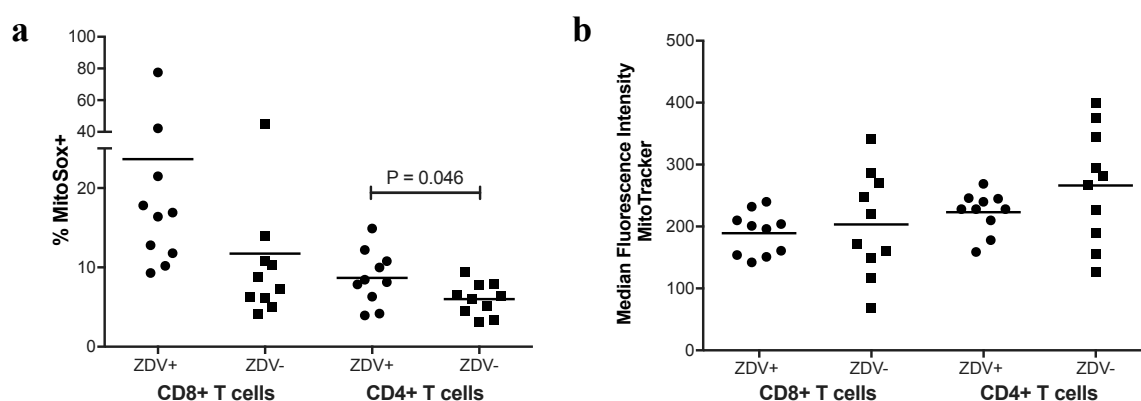 a
% MitoSox+
100
80
60
40
20
10
0
P = 0.046
ZDV+ ZDV- ZDV+ ZDV-
CD8+ T cells CD4+ T cells
b
Median Fluorescence Intensity
MitoTracker
500
400
300
200
100
0
ZDV+ ZDV- ZDV+ ZDV-
CD8+ T cells CD4+ T cells